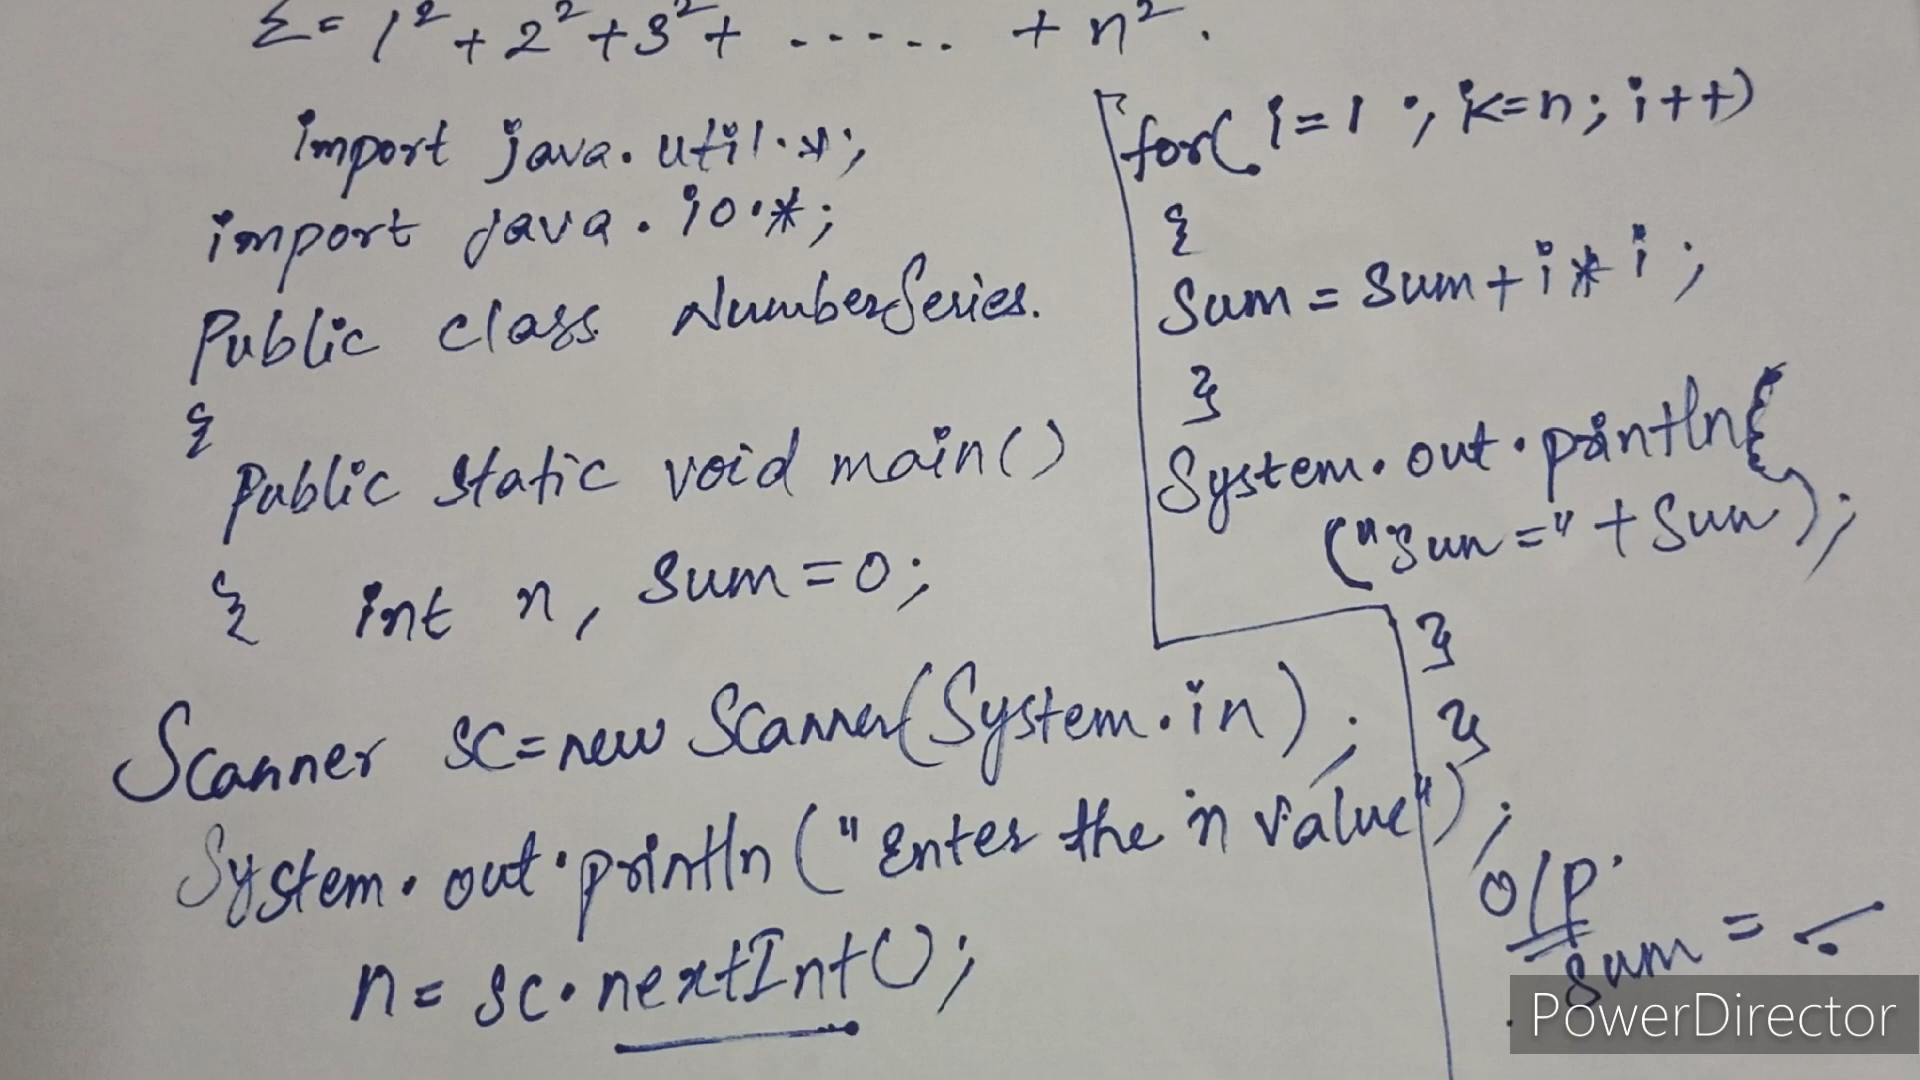 Σ = 1² + 2² + 3² + ..... + n².
import java.util.*;
import java.io.*;
Public class NumberSeries.
{
Public static void main()
{ int n, Sum=0;
Scanner sc=new Scanner(System.in);
System.out.println("Enter the n value");
n= sc.nextInt();
for( i=1 ; i<=n; i++)
{
Sum = Sum+i*i;
}
System.out.println
("Sum =" + Sum);
}
}
O/P.
Sum = -
PowerDirector